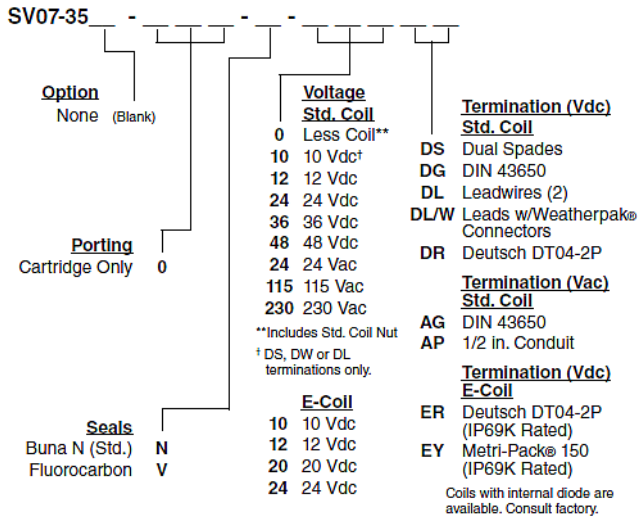 SV07-35__ - __ __ __ - __ - __ __ __ __ __
Option
None (Blank)
Porting
Cartridge Only 0
Seals
Buna N (Std.) N
Fluorocarbon V
Voltage
Std. Coil
0 Less Coil**
10 10 Vdc†
12 12 Vdc
24 24 Vdc
36 36 Vdc
48 48 Vdc
24 24 Vac
115 115 Vac
230 230 Vac
**Includes Std. Coil Nut
† DS, DW or DL
terminations only.
E-Coil
10 10 Vdc
12 12 Vdc
20 20 Vdc
24 24 Vdc
Termination (Vdc)
Std. Coil
DS Dual Spades
DG DIN 43650
DL Leadwires (2)
DL/W Leads w/Weatherpak®
Connectors
DR Deutsch DT04-2P
Termination (Vac)
Std. Coil
AG DIN 43650
AP 1/2 in. Conduit
Termination (Vdc)
E-Coil
ER Deutsch DT04-2P
(IP69K Rated)
EY Metri-Pack® 150
(IP69K Rated)
Coils with internal diode are
available. Consult factory.